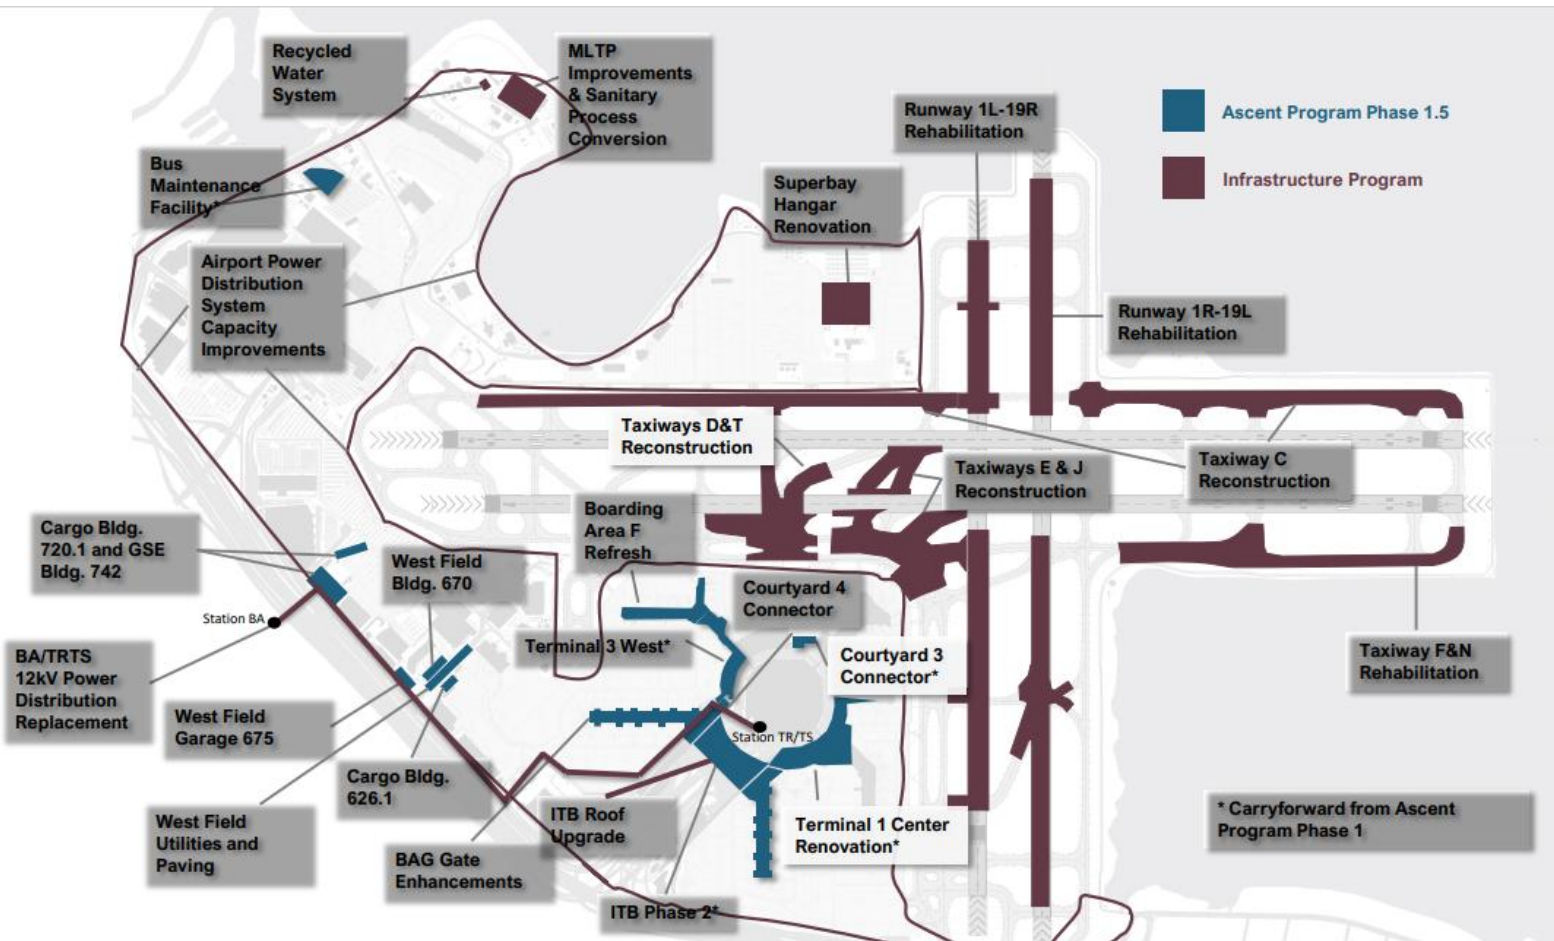 Recycled
Water
System
MLTP
Improvements
& Sanitary
Process
Conversion
Runway 1L-19R
Rehabilitation
Ascent Program Phase 1.5
Infrastructure Program
Bus
Maintenance
Facility*
Superbay
Hangar
Renovation
Airport Power
Distribution
System
Capacity
Improvements
Runway 1R-19L
Rehabilitation
Taxiways D&T
Reconstruction
Taxiways E & J
Reconstruction
Taxiway C
Reconstruction
Cargo Bldg.
720.1 and GSE
Bldg. 742
Boarding
Area F
Refresh
West Field
Bldg. 670
Courtyard 4
Connector
Station BA
Terminal 3 West*
Courtyard 3
Connector*
Taxiway F&N
Rehabilitation
BA/TRTS
12kV Power
Distribution
Replacement
West Field
Garage 675
Station TR/TS
Cargo Bldg.
626.1
West Field
Utilities and
Paving
ITB Roof
Upgrade
Terminal 1 Center
Renovation*
* Carryforward from Ascent
Program Phase 1
BAG Gate
Enhancements
ITB Phase 2*